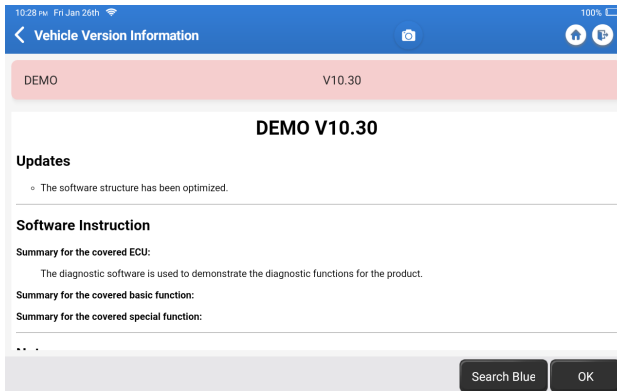 10:28 PM Fri Jan 26th 100%
Vehicle Version Information
DEMO V10.30
DEMO V10.30
Updates
The software structure has been optimized.
Software Instruction
Summary for the covered ECU:
The diagnostic software is used to demonstrate the diagnostic functions for the product.
Summary for the covered basic function:
Summary for the covered special function:
Search Blue OK